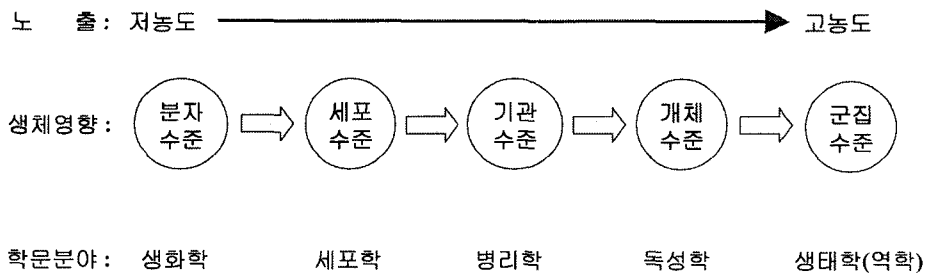 노 출 : 저농도 고농도
생체영향 : 분자 수준 세포 수준 기관 수준 개체 수준 군집 수준
학문분야 : 생화학 세포학 병리학 독성학 생태학(역학)